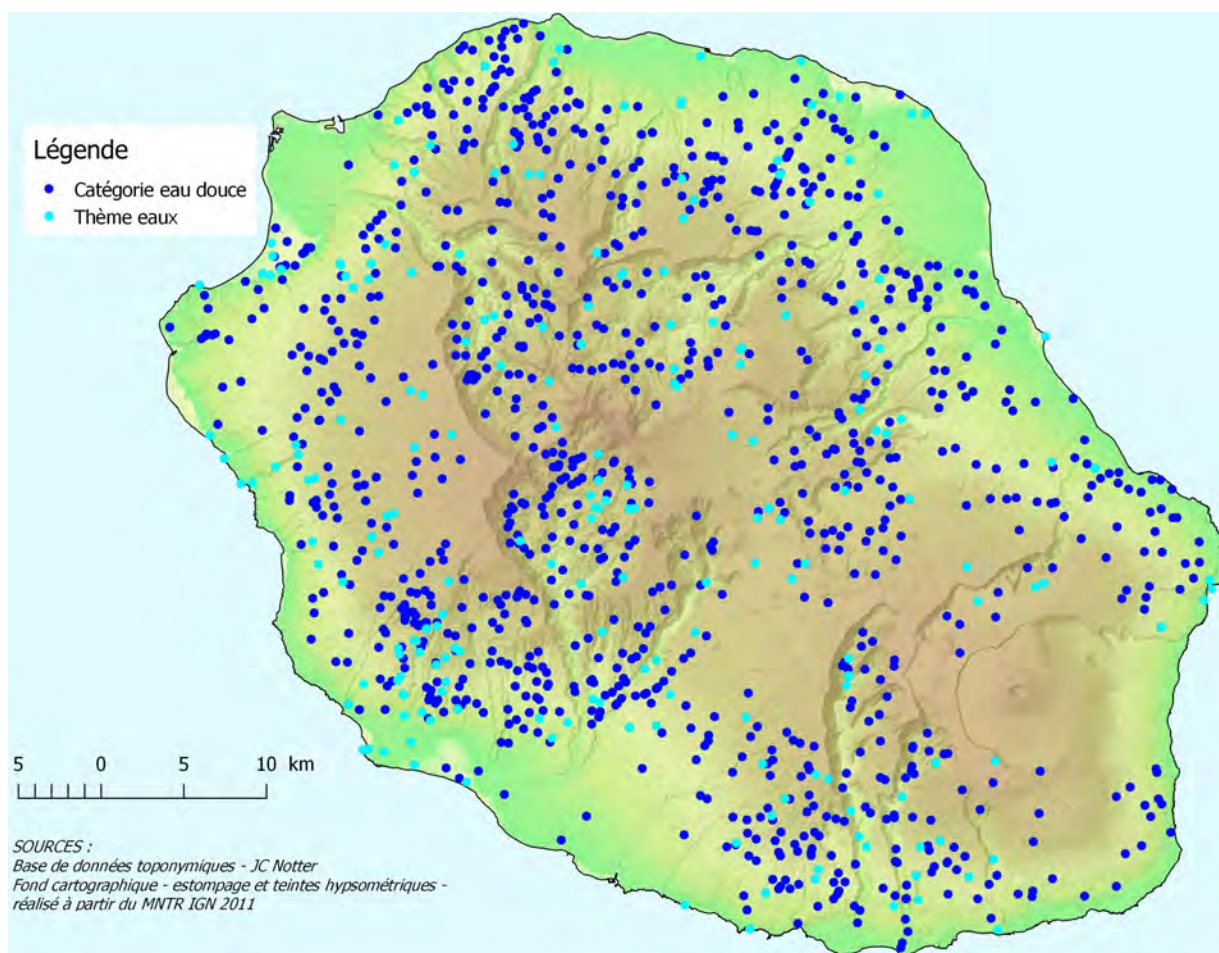 Légende
Catégorie eau douce
Thème eaux
5 0 5 10 km
SOURCES :
Base de données toponymiques - JC Notter
Fond cartographique - estompage et teintes hypsométriques -
réalisé à partir du MNTR IGN 2011